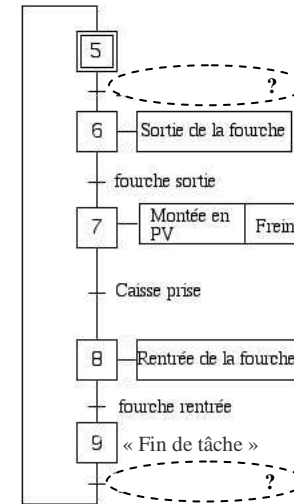 5
?
6 Sortie de la fourche
fourche sortie
7 Montée en PV Frein
Caisse prise
8 Rentrée de la fourche
fourche rentrée
9 « Fin de tâche »
?